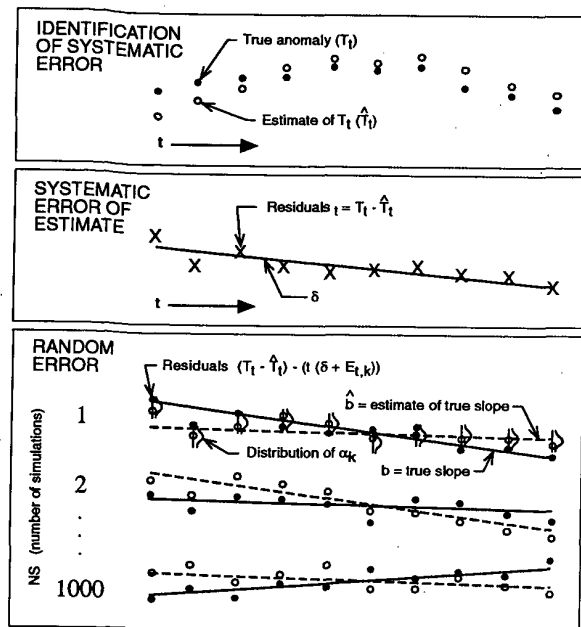 IDENTIFICATION
OF SYSTEMATIC
ERROR
True anomaly (Tt)
Estimate of Tt (T̂t)
t
SYSTEMATIC
ERROR OF
ESTIMATE
Residuals t = Tt - T̂t
δ
t
RANDOM
ERROR
Residuals (Tt - T̂t) - (t (δ + Et,k))
1
b̂ = estimate of true slope
Distribution of αk
b = true slope
2
.
.
.
1000
NS (number of simulations)